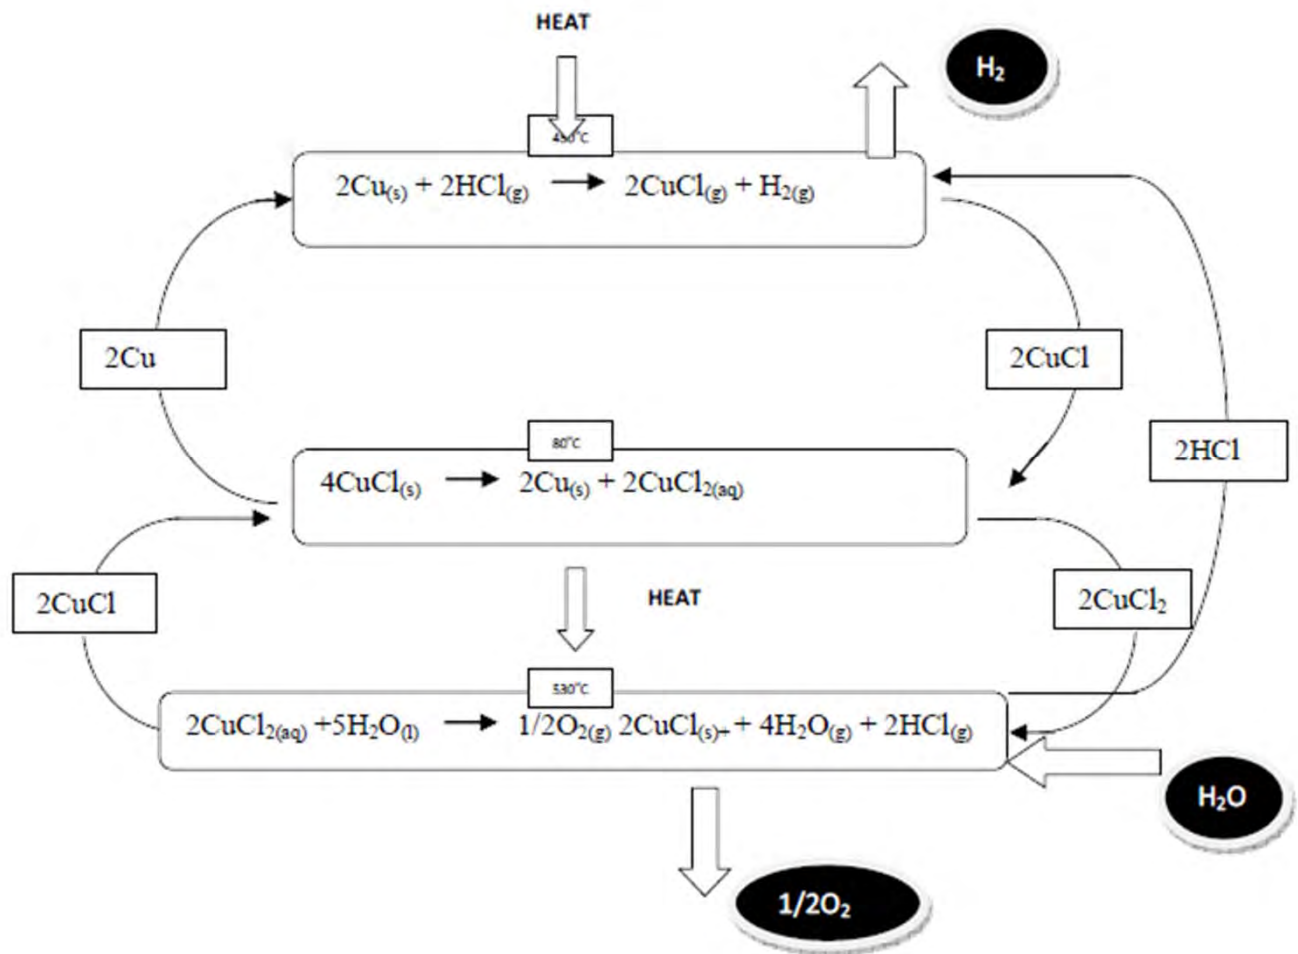 HEAT
H₂
2Cu(s) + 2HCl(g) → 2CuCl(g) + H₂(g)
2Cu
2CuCl
2HCl
80°C
4CuCl(s) → 2Cu(s) + 2CuCl₂(aq)
HEAT
2CuCl
2CuCl₂
530°C
2CuCl₂(aq) +5H₂O(l) → 1/2O₂(g) 2CuCl(s)+ + 4H₂O(g) + 2HCl(g)
H₂O
1/2O₂